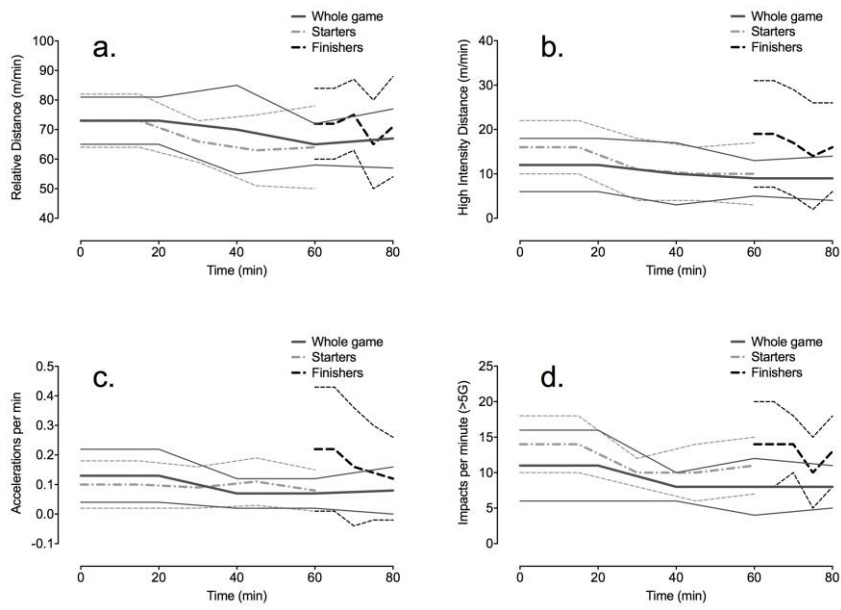 a.
Whole game
Starters
Finishers
Relative Distance (m/min)
100
90
80
70
60
50
40
0 20 40 60 80
Time (min)
b.
Whole game
Starters
Finishers
High Intensity Distance (m/min)
40
30
20
10
0
0 20 40 60 80
Time (min)
c.
Whole game
Starters
Finishers
Accelerations per min
0.5
0.4
0.3
0.2
0.1
0.0
-0.1
0 20 40 60 80
Time (min)
d.
Whole game
Starters
Finishers
Impacts per minute (>5G)
25
20
15
10
5
0
0 20 40 60 80
Time (min)